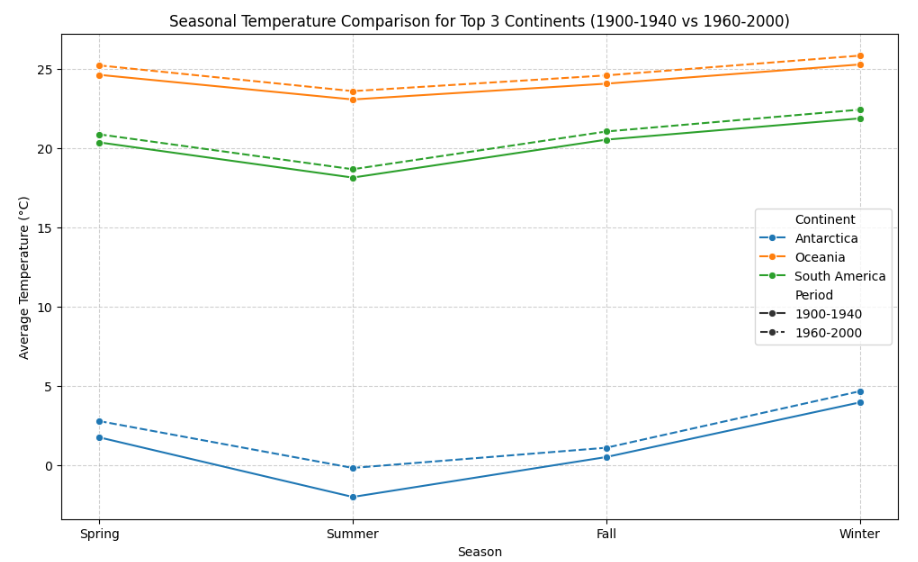 Seasonal Temperature Comparison for Top 3 Continents (1900-1940 vs 1960-2000)
Average Temperature (°C)
25
20
15
10
5
0
Continent
Antarctica
Oceania
South America
Period
1900-1940
1960-2000
Spring Summer Fall Winter
Season